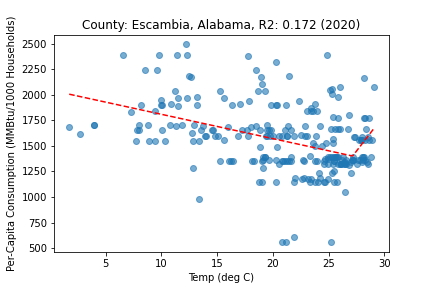 County: Escambia, Alabama, R2: 0.172 (2020)
Per-Capita Consumption (MMBtu/1000 Households)
2500
2250
2000
1750
1500
1250
1000
750
500
5 10 15 20 25 30
Temp (deg C)